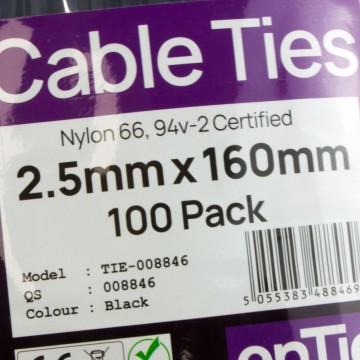 Cable Ties
Nylon 66, 94v-2 Certified
2.5mm x 160mm
100 Pack
Model : TIE-008846
QS : 008846
Colour : Black
5 055383 488469